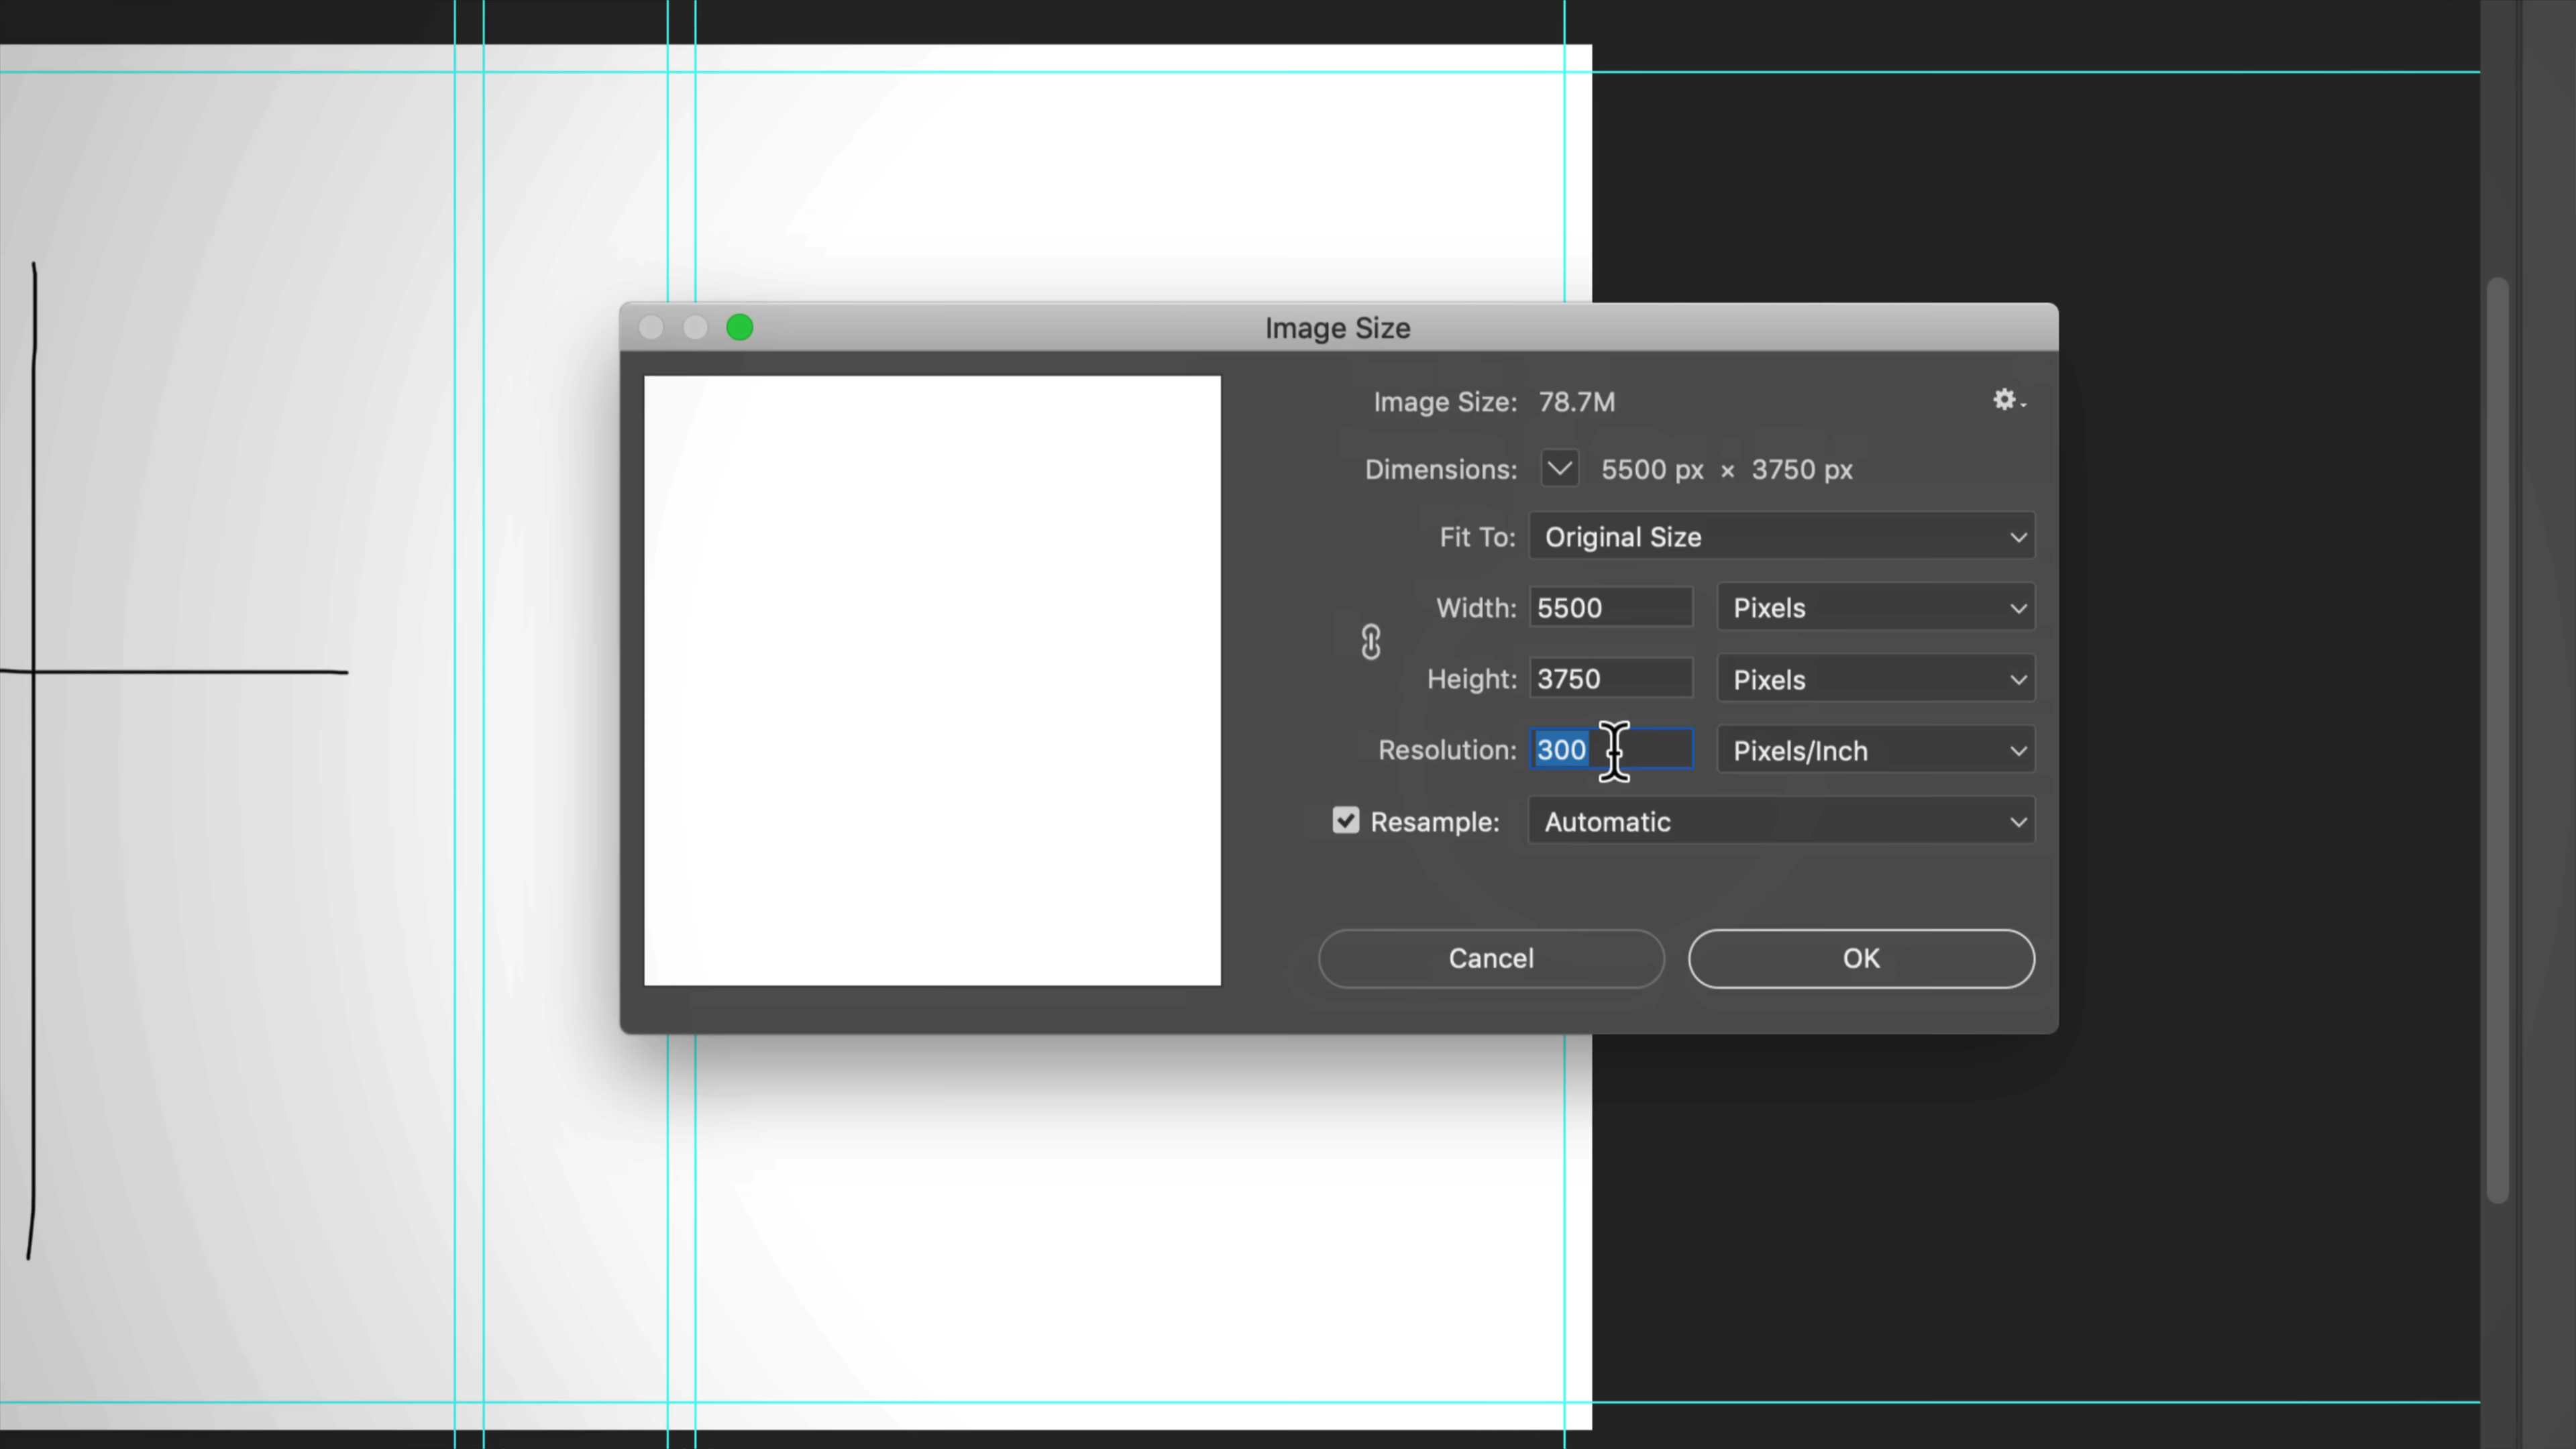 Image Size
Image Size: 78.7M
Dimensions: 5500 px × 3750 px
Fit To: Original Size
Width: 5500 Pixels
Height: 3750 Pixels
Resolution: 300 Pixels/Inch
Resample: Automatic
Cancel OK